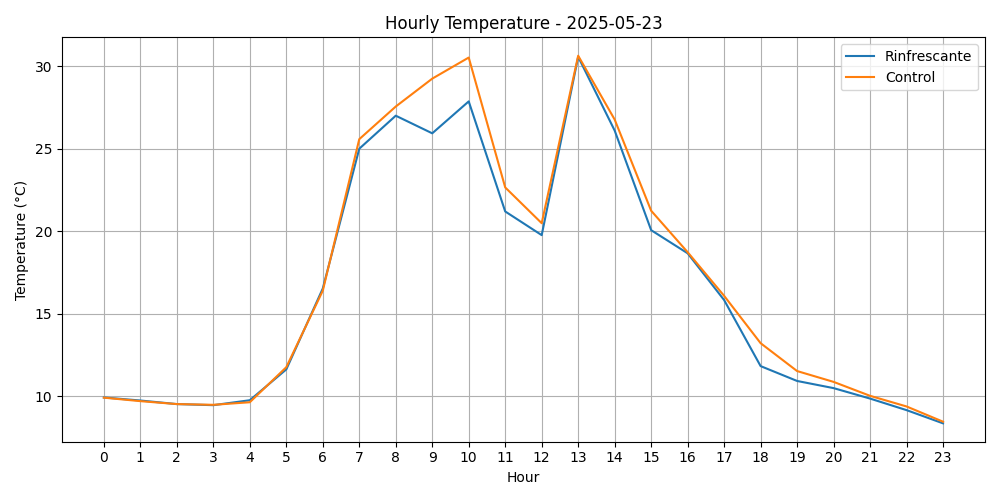 Hourly Temperature - 2025-05-23
Rinfrescante
Control
30
25
20
15
10
Temperature (°C)
0 1 2 3 4 5 6 7 8 9 10 11 12 13 14 15 16 17 18 19 20 21 22 23
Hour